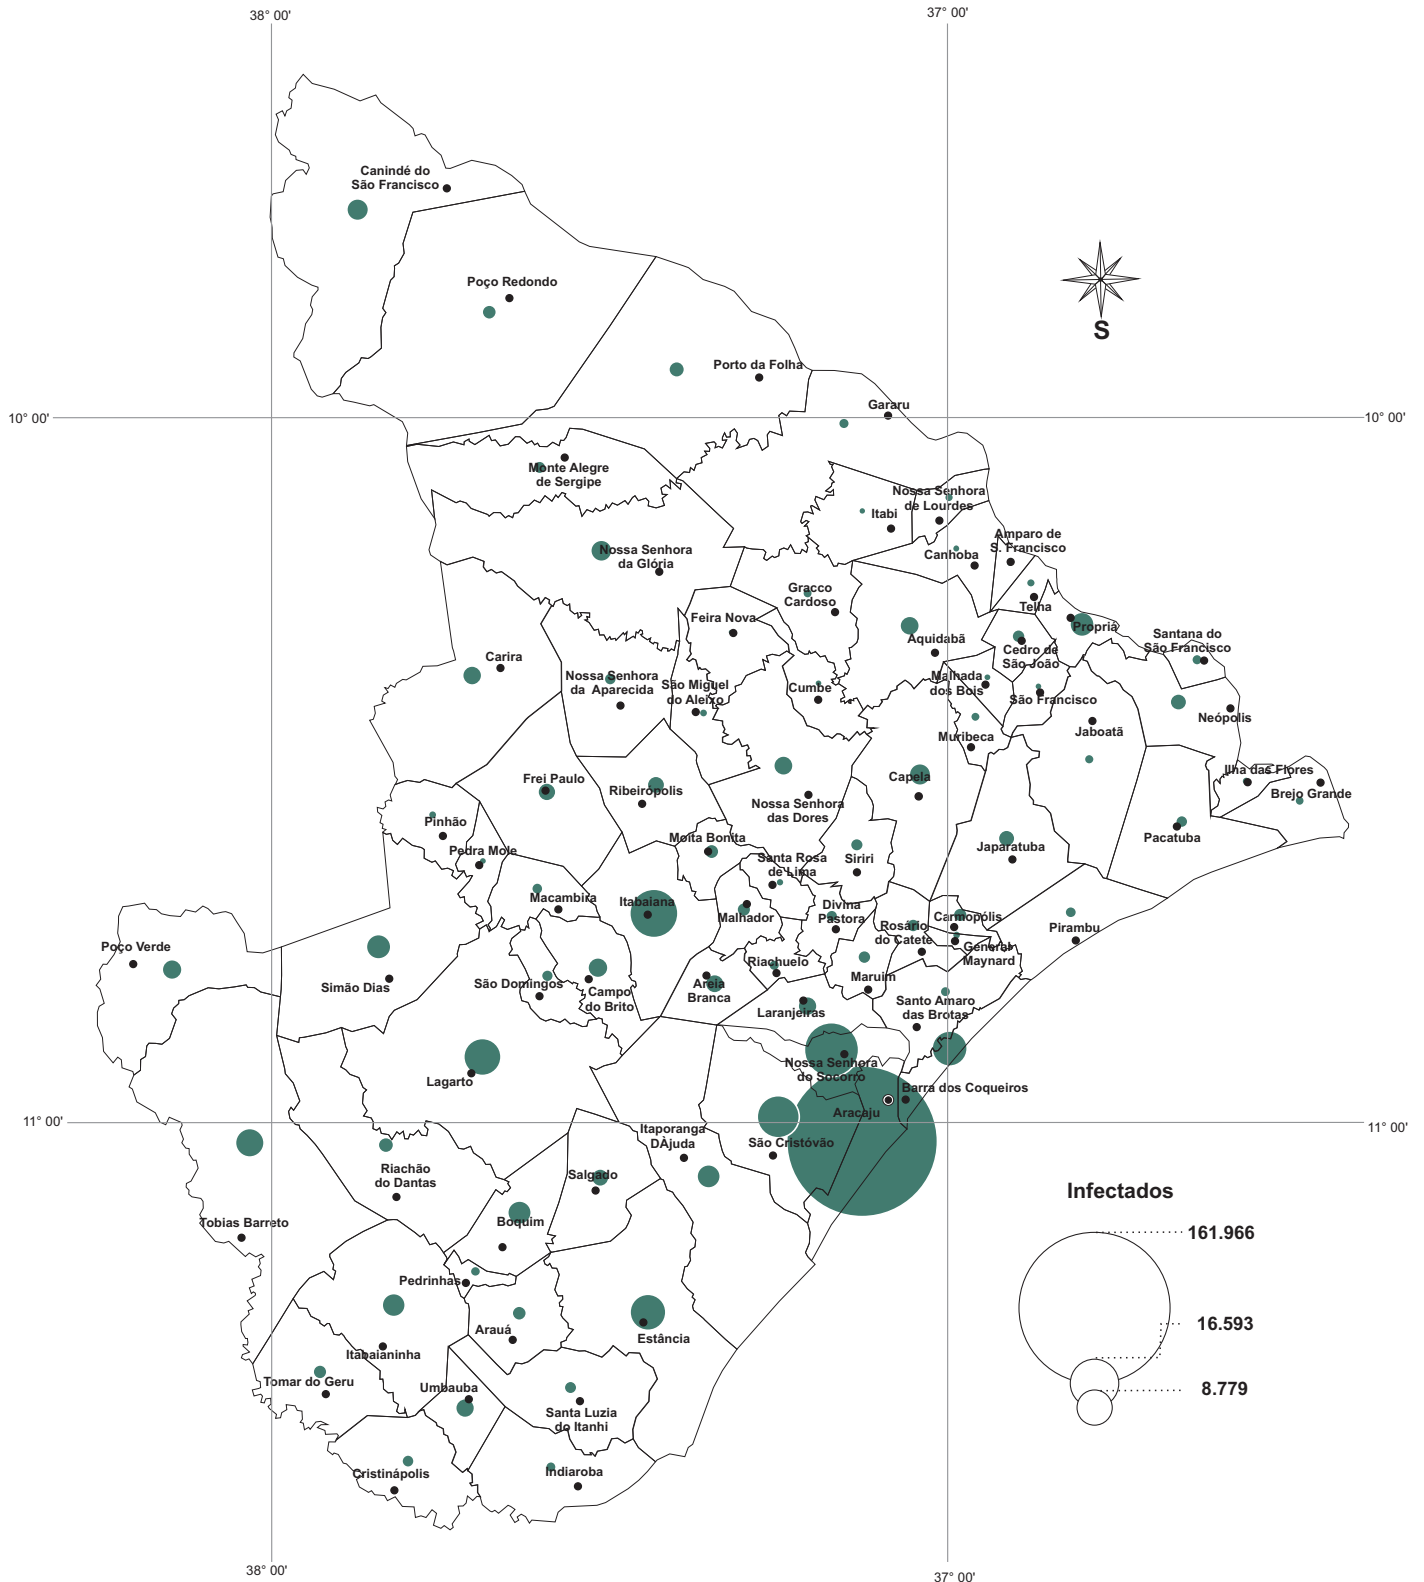 38° 00'
37° 00'
Canindé do
São Francisco
Poço Redondo
S
Porto da Folha
Gararu
10° 00'
10° 00'
Monte Alegre
de Sergipe
Nossa Senhora
de Lourdes
Itabi
Amparo de
S. Francisco
Canhoba
Nossa Senhora
da Glória
Gracco
Cardoso
Telha
Feira Nova
Propriá
Aquidabã
Santana do
São Francisco
Cedro de
São João
Carira
Nossa Senhora
da Aparecida
São Miguel
do Aleixo
Cumbe
Malhada
dos Bois
São Francisco
Neópolis
Jaboatã
Muribeca
Ilha das Flores
Brejo Grande
Frei Paulo
Ribeirópolis
Capela
Nossa Senhora
das Dores
Pinhão
Pedra Mole
Moita Bonita
Santa Rosa
de Lima
Siriri
Japaratuba
Pacatuba
Macambira
Itabaiana
Malhador
Divina
Pastora
Rosário
do Catete
Carmopólis
Pirambu
General
Maynard
Poço Verde
Simão Dias
São Domingos
Campo
do Brito
Areia
Branca
Riachuelo
Maruim
Laranjeiras
Santo Amaro
das Brotas
Lagarto
Nossa Senhora
do Socorro
Barra dos Coqueiros
Aracaju
11° 00'
11° 00'
Itaporanga
DÀjuda
São Cristóvão
Riachão
do Dantas
Salgado
Infectados
Tobias Barreto
Boquim
161.966
Pedrinhas
Arauá
Estância
16.593
Itabaianinha
Tomar do Geru
Umbauba
8.779
Santa Luzia
do Itanhi
Cristinápolis
Indiaroba
38° 00'
37° 00'